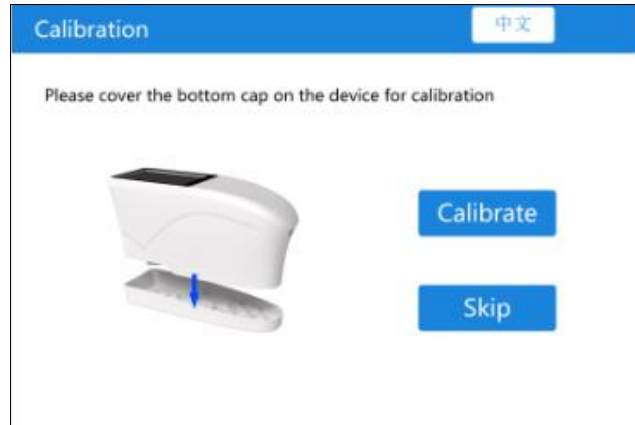 Calibration
中文
Please cover the bottom cap on the device for calibration
Calibrate
Skip